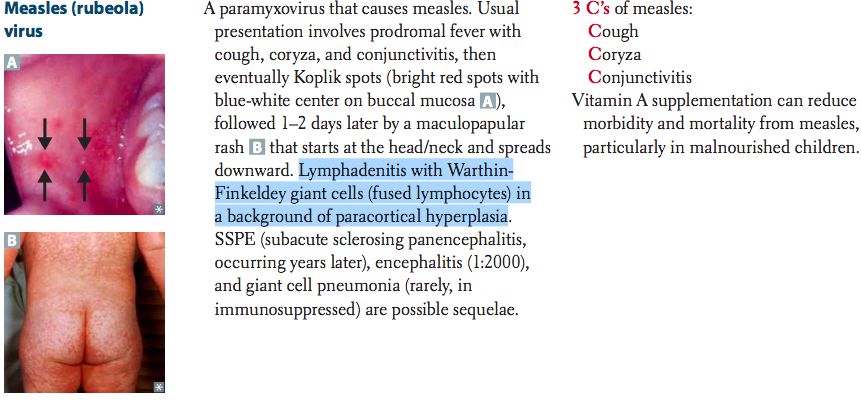 Measles (rubeola)
virus
A
B
A paramyxovirus that causes measles. Usual
presentation involves prodromal fever with
cough, coryza, and conjunctivitis, then
eventually Koplik spots (bright red spots with
blue-white center on buccal mucosa A),
followed 1–2 days later by a maculopapular
rash B that starts at the head/neck and spreads
downward. Lymphadenitis with Warthin-
Finkeldey giant cells (fused lymphocytes) in
a background of paracortical hyperplasia.
SSPE (subacute sclerosing panencephalitis,
occurring years later), encephalitis (1:2000),
and giant cell pneumonia (rarely, in
immunosuppressed) are possible sequelae.
3 C’s of measles:
Cough
Coryza
Conjunctivitis
Vitamin A supplementation can reduce
morbidity and mortality from measles,
particularly in malnourished children.